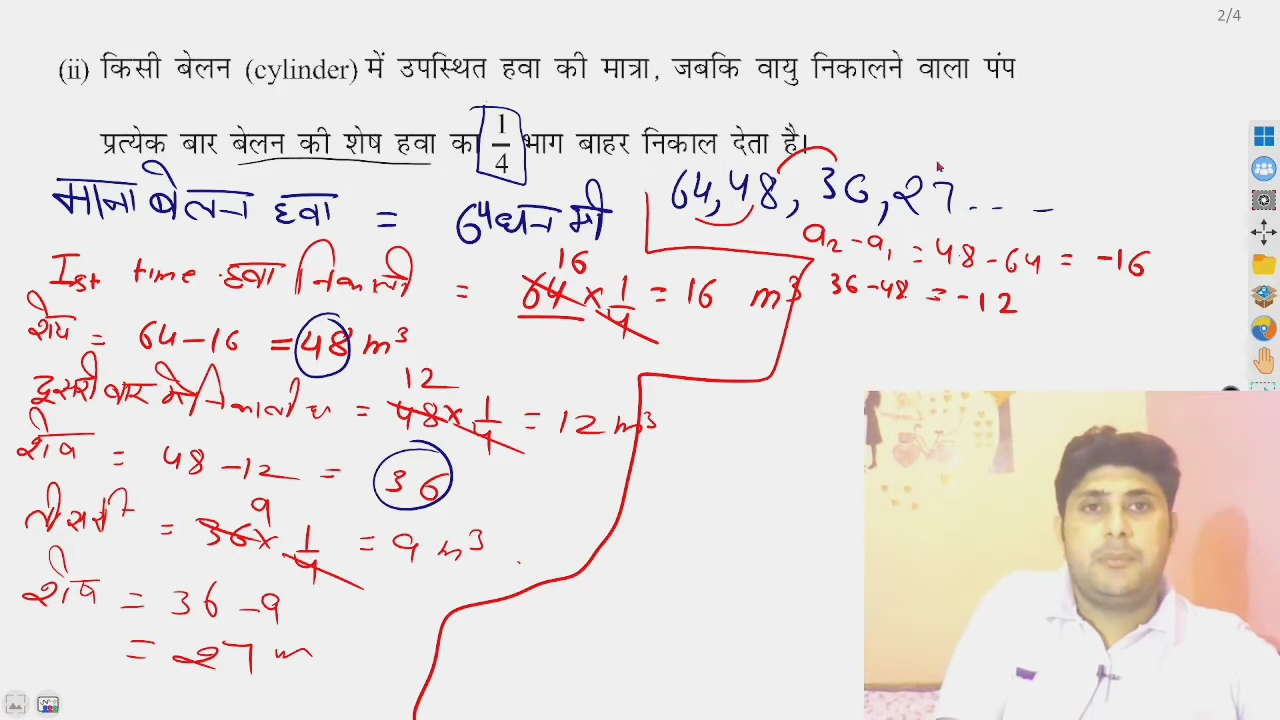 2/4
(ii) किसी बेलन (cylinder) में उपस्थित हवा की मात्रा, जबकि वायु निकालने वाला पंप
प्रत्येक बार बेलन की शेष हवा का 1/4 भाग बाहर निकाल देता है।
माना बेलन हवा = 64 घन मी
64, 48, 36, 27 . . _
a₂ - a₁ = 48 - 64 = -16
36 - 48 = -12
Ist time हवा निकाली = 64 × 1/4 = 16 m³
16
शेष = 64 - 16 = 48 m³
दूसरी बार में = 48 × 1/4 = 12 m³
12
शेष = 48 - 12 = 36
तीसरी = 36 × 1/4 = 9 m³
9
शेष = 36 - 9
= 27 m